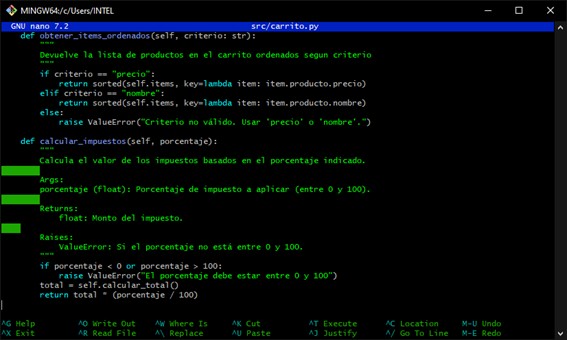 MINGW64:/c/Users/INTEL
GNU nano 7.2 src/carrito.py
def obtener_items_ordenados(self, criterio: str):
"""
Devuelve la lista de productos en el carrito ordenados segun criterio
"""
if criterio == "precio":
return sorted(self.items, key=lambda item: item.producto.precio)
elif criterio == "nombre":
return sorted(self.items, key=lambda item: item.producto.nombre)
else:
raise ValueError("Criterio no válido. Usar 'precio' o 'nombre'.")
def calcular_impuestos(self, porcentaje):
"""
Calcula el valor de los impuestos basados en el porcentaje indicado.
Args:
porcentaje (float): Porcentaje de impuesto a aplicar (entre 0 y 100).
Returns:
float: Monto del impuesto.
Raises:
ValueError: Si el porcentaje no está entre 0 y 100.
"""
if porcentaje < 0 or porcentaje > 100:
raise ValueError("El porcentaje debe estar entre 0 y 100")
total = self.calcular_total()
return total * (porcentaje / 100)
^G Help ^O Write Out ^W Where Is ^K Cut ^T Execute ^C Location M-U Undo
^X Exit ^R Read File ^\ Replace ^U Paste ^J Justify ^/ Go To Line M-E Redo